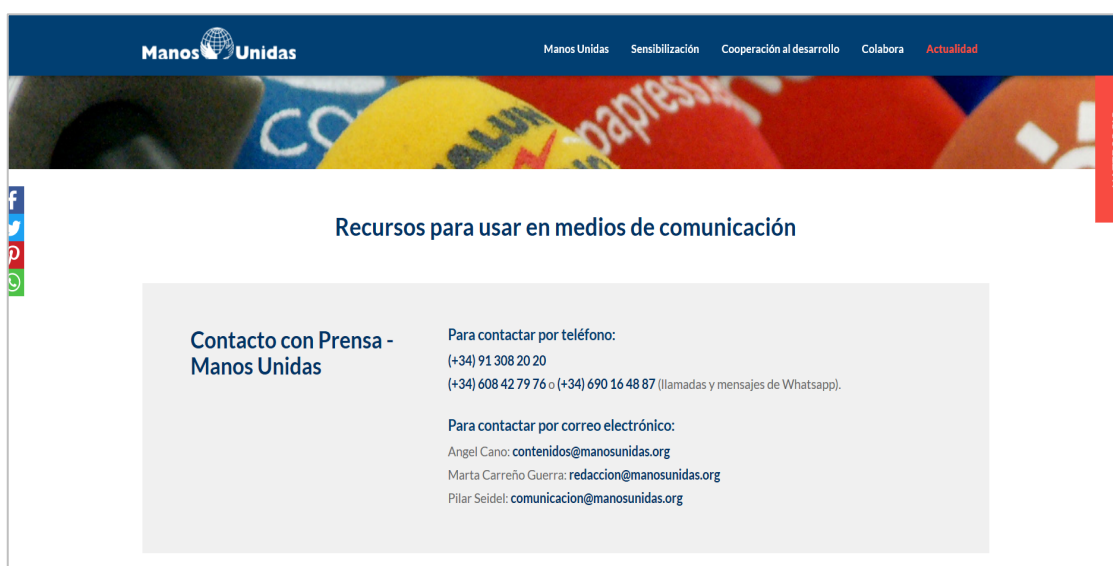 Manos Unidas
Manos Unidas Sensibilización Cooperación al desarrollo Colabora Actualidad
papress
Recursos para usar en medios de comunicación
Contacto con Prensa -
Manos Unidas
Para contactar por teléfono:
(+34) 91 308 20 20
(+34) 608 42 79 76 o (+34) 690 16 48 87 (llamadas y mensajes de Whatsapp).
Para contactar por correo electrónico:
Angel Cano: contenidos@manosunidas.org
Marta Carreño Guerra: redaccion@manosunidas.org
Pilar Seidel: comunicacion@manosunidas.org